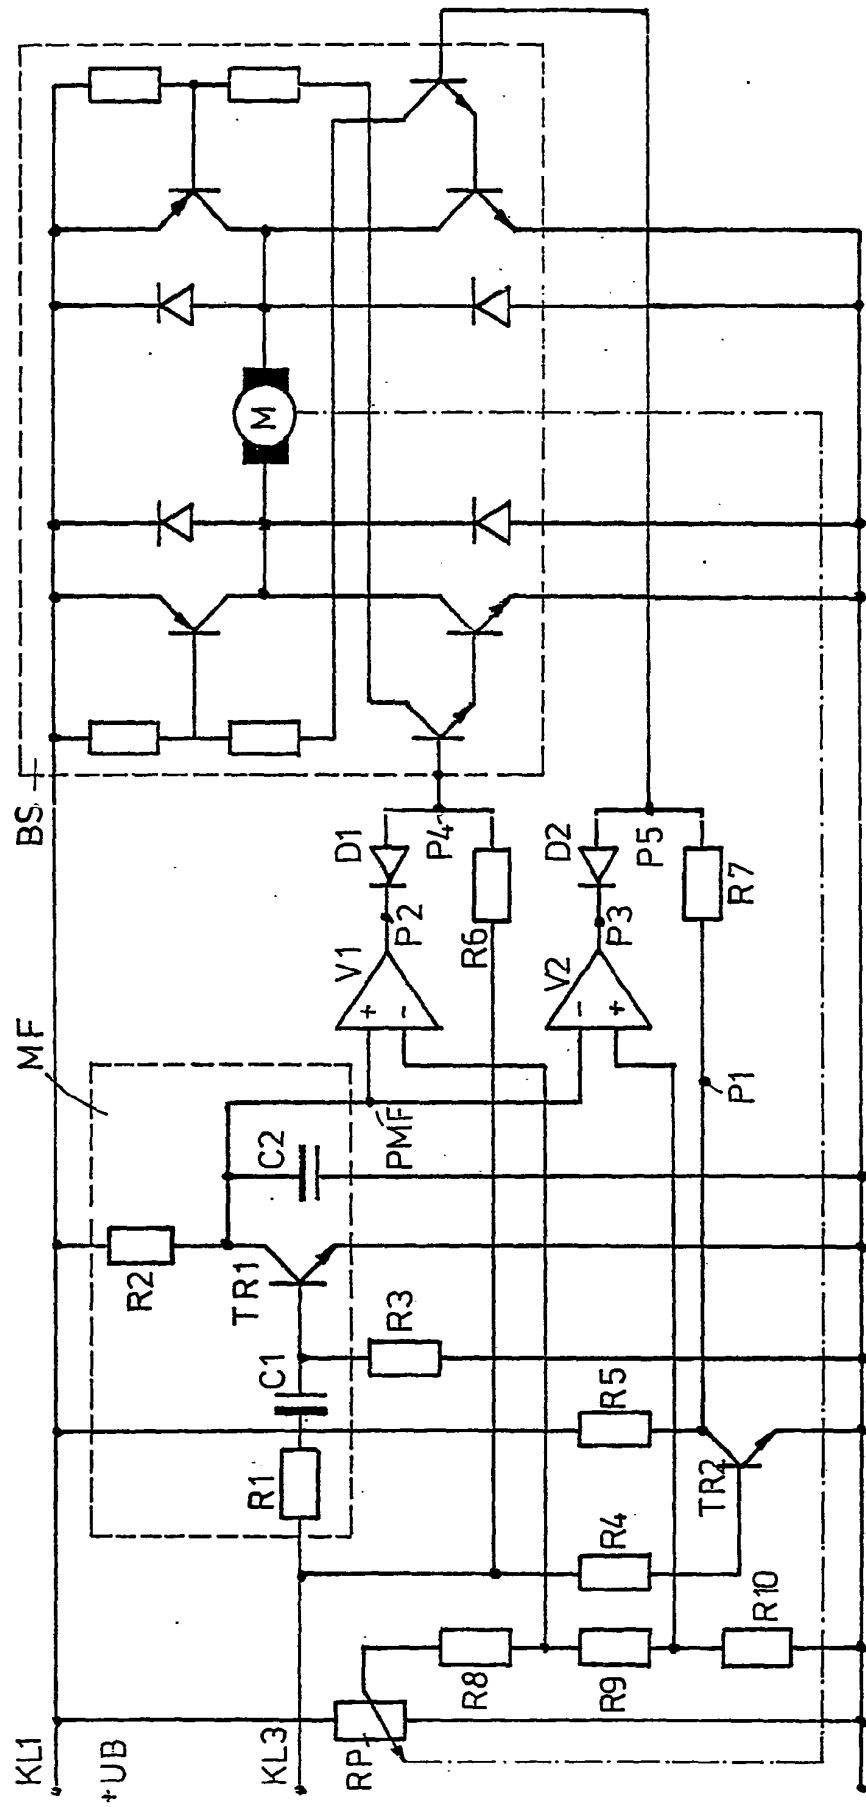 KL1
+UB
KL3
RP
R8
R9
R10
R4
TR2
R5
R1
C1
R3
TR1
R2
C2
MF
PMF
P1
V1
+
-
P2
D1
P4
R6
V2
-
+
P3
D2
P5
R7
BS
M